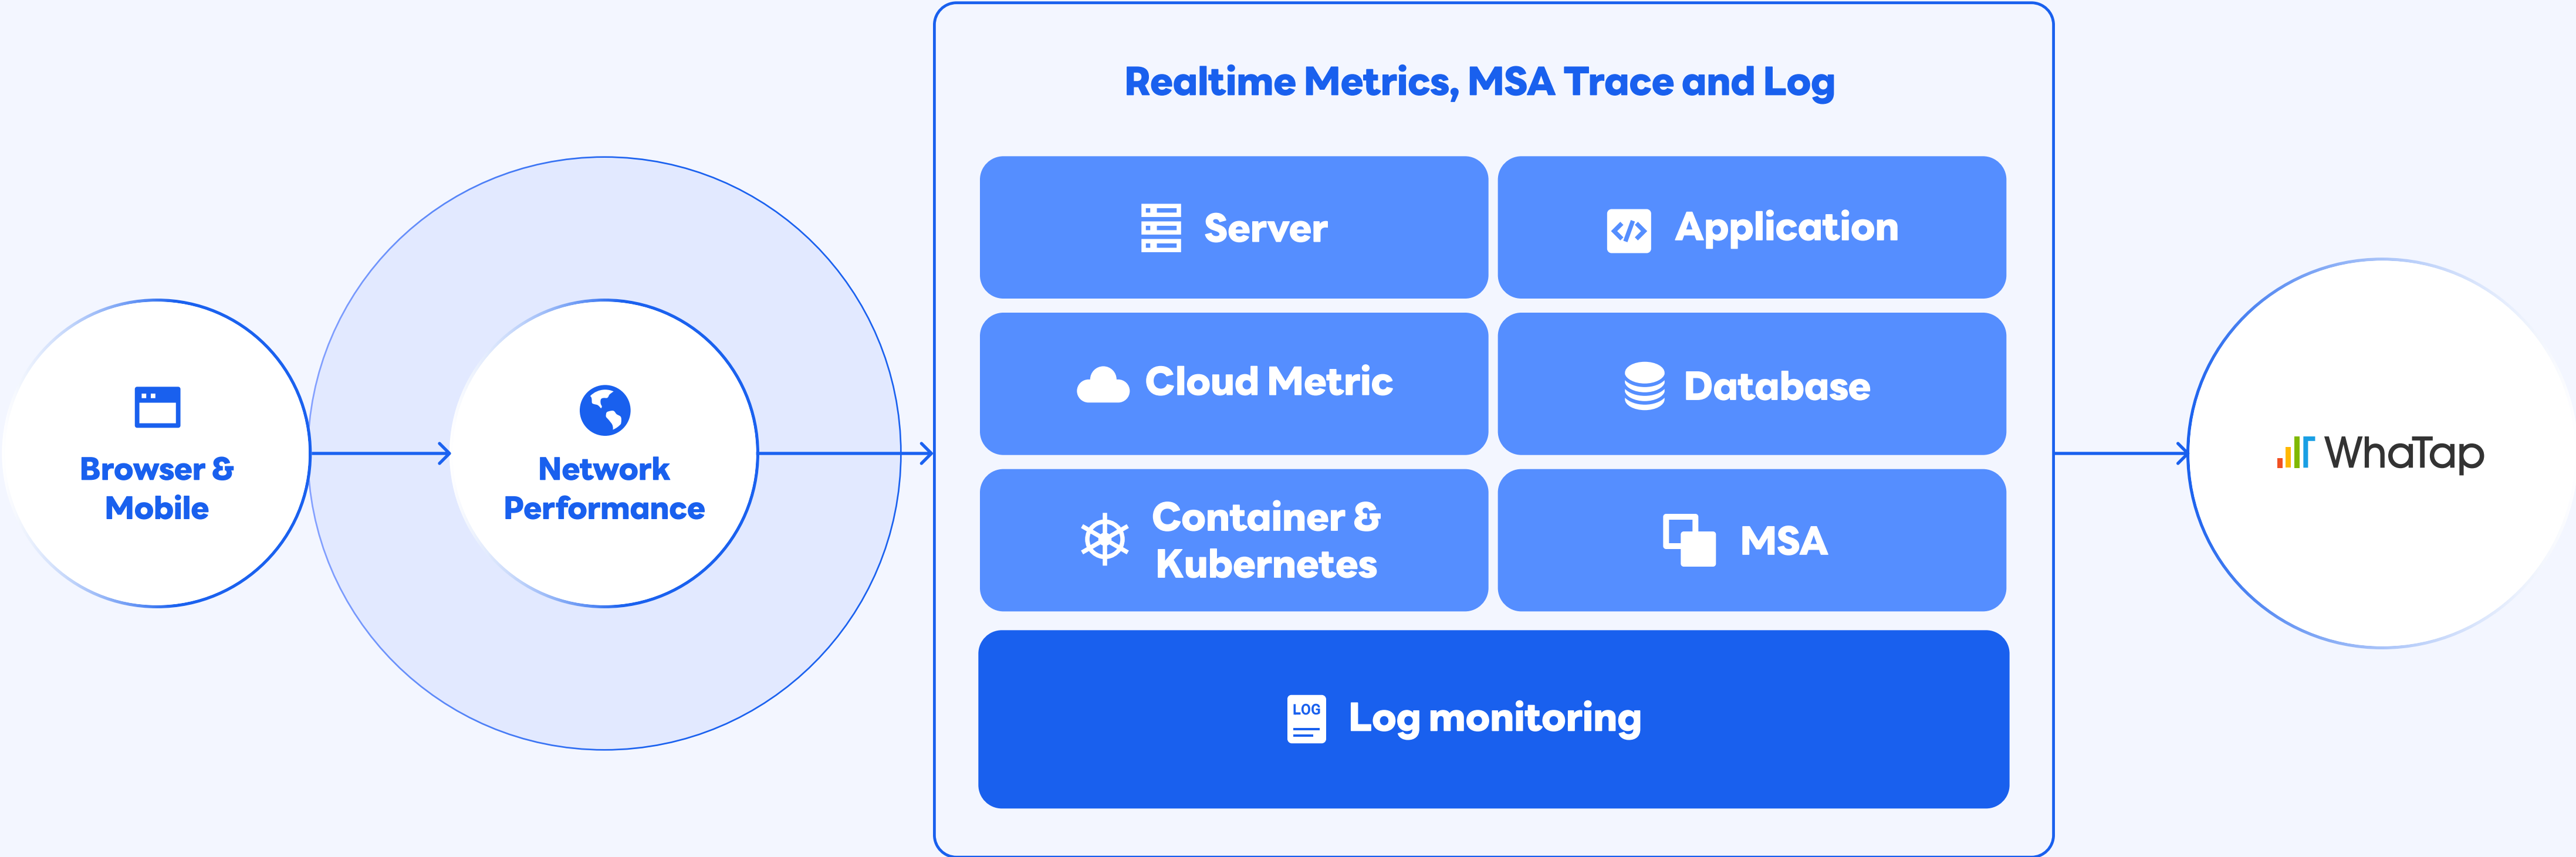 Realtime Metrics, MSA Trace and Log
Browser &
Mobile
Network
Performance
Server
Application
Cloud Metric
Database
Container &
Kubernetes
MSA
LOG
Log monitoring
WhaTap